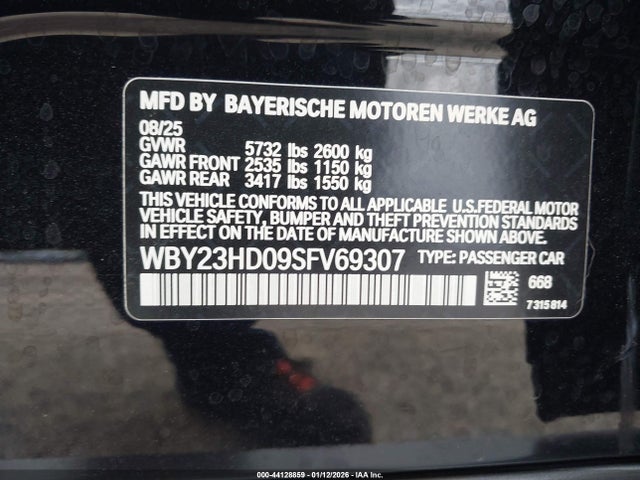 MFD BY BAYERISCHE MOTOREN WERKE AG
08/25
GVWR 5732 lbs 2600 kg
GAWR FRONT 2535 lbs 1150 kg
GAWR REAR 3417 lbs 1550 kg
THIS VEHICLE CONFORMS TO ALL APPLICABLE U.S.FEDERAL MOTOR
VEHICLE SAFETY, BUMPER AND THEFT PREVENTION STANDARDS
IN EFFECT ON THE DATE OF MANUFACTURE SHOWN ABOVE.
WBY23HD09SFV69307 TYPE: PASSENGER CAR
668
7315814
000-44128859 - 01/12/2026 - IAA Inc.